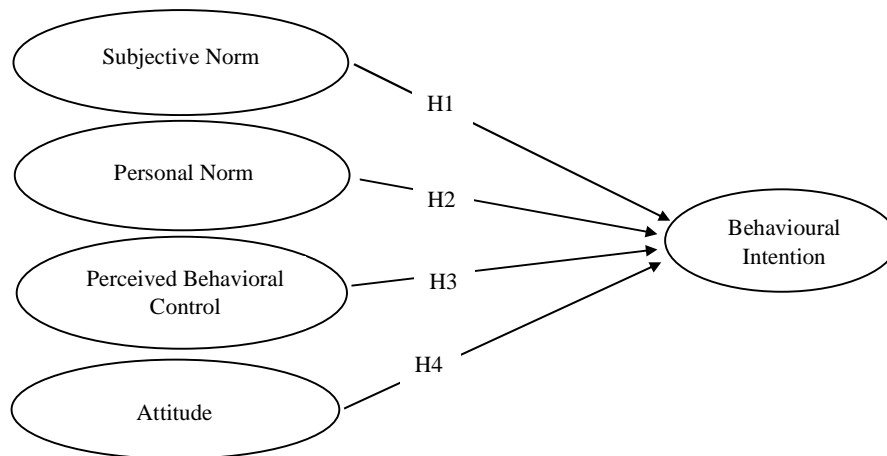 Subjective Norm
H1
Personal Norm
H2
Perceived Behavioral
Control
H3
Attitude
H4
Behavioural
Intention